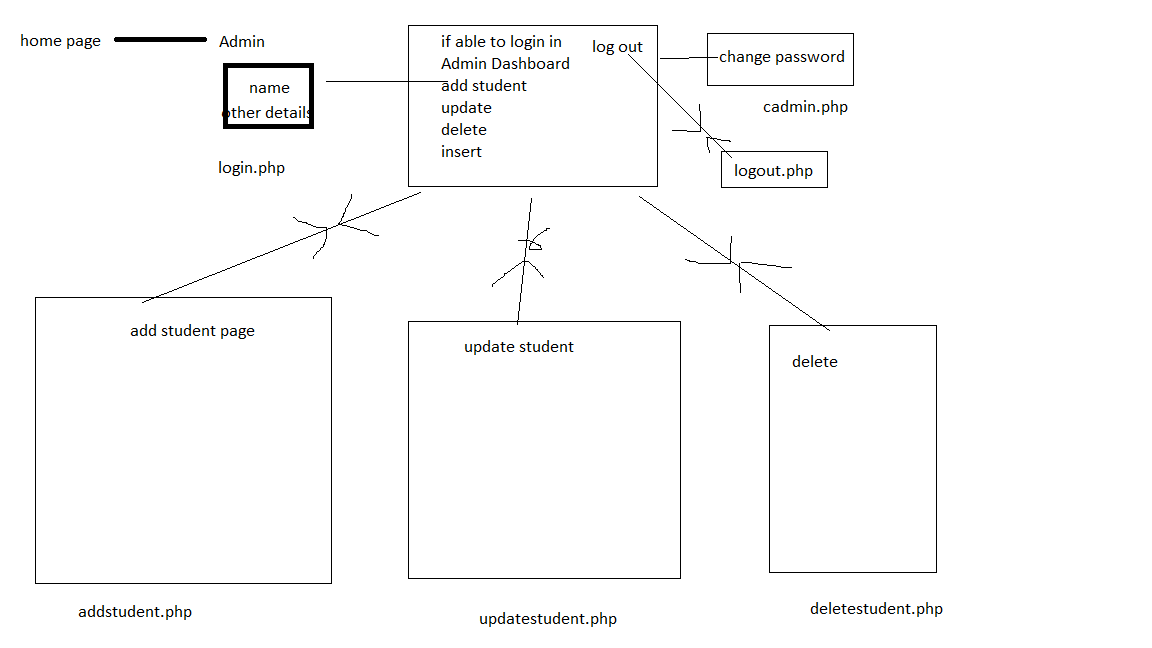 home page
Admin
name
other details
login.php
if able to login in
Admin Dashboard
add student
update
delete
insert
log out
change password
cadmin.php
logout.php
add student page
addstudent.php
update student
updatestudent.php
delete
deletestudent.php